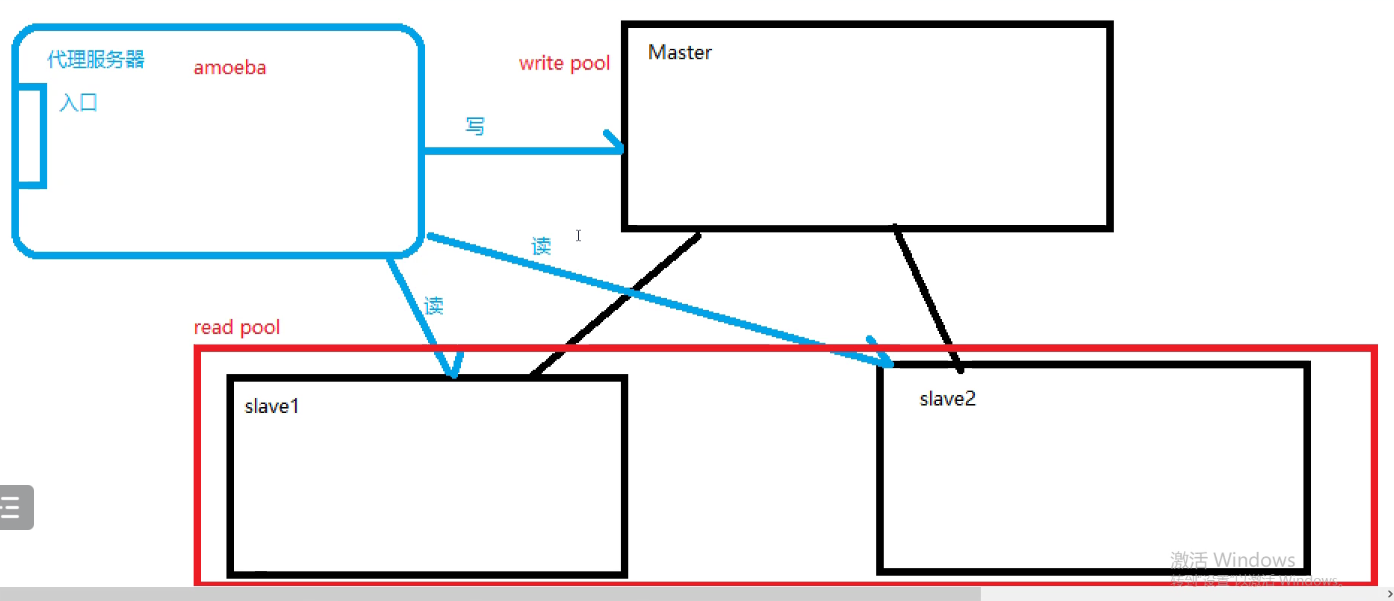 代理服务器
amoeba
入口
write pool
Master
写
读
读
read pool
slave1
slave2
激活 Windows